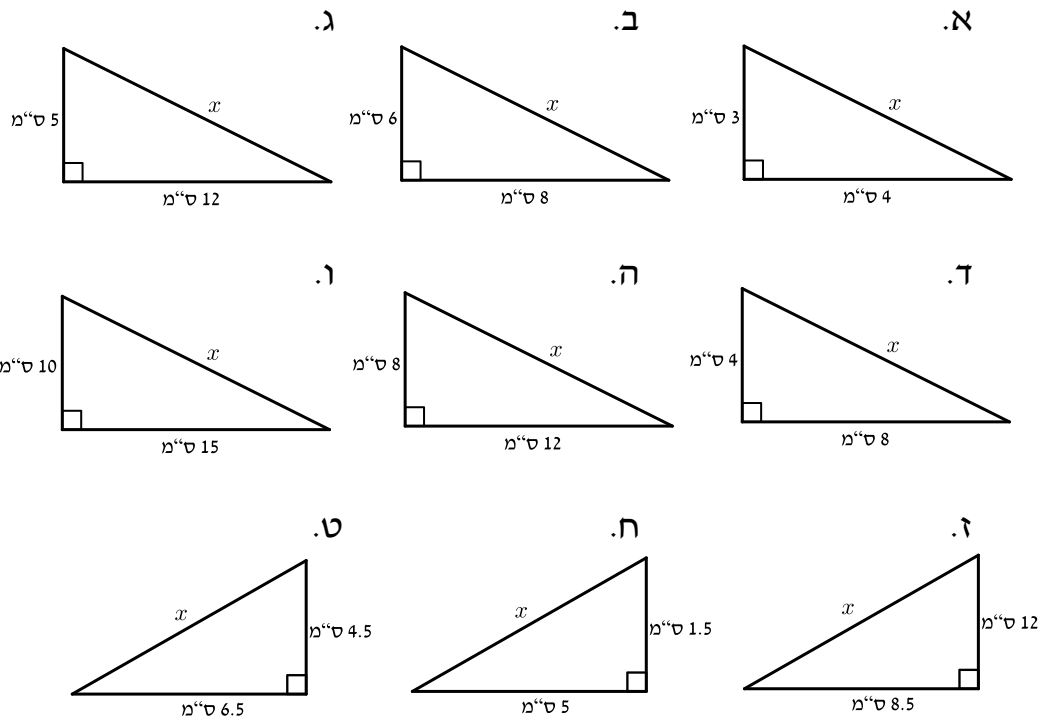 א.
x
3 ס“מ
4 ס“מ
ב.
x
6 ס“מ
8 ס“מ
ג.
x
5 ס“מ
12 ס“מ
ד.
x
4 ס“מ
8 ס“מ
ה.
x
8 ס“מ
12 ס“מ
ו.
x
10 ס“מ
15 ס“מ
ז.
x
12 ס“מ
8.5 ס“מ
ח.
x
1.5 ס“מ
5 ס“מ
ט.
x
4.5 ס“מ
6.5 ס“מ